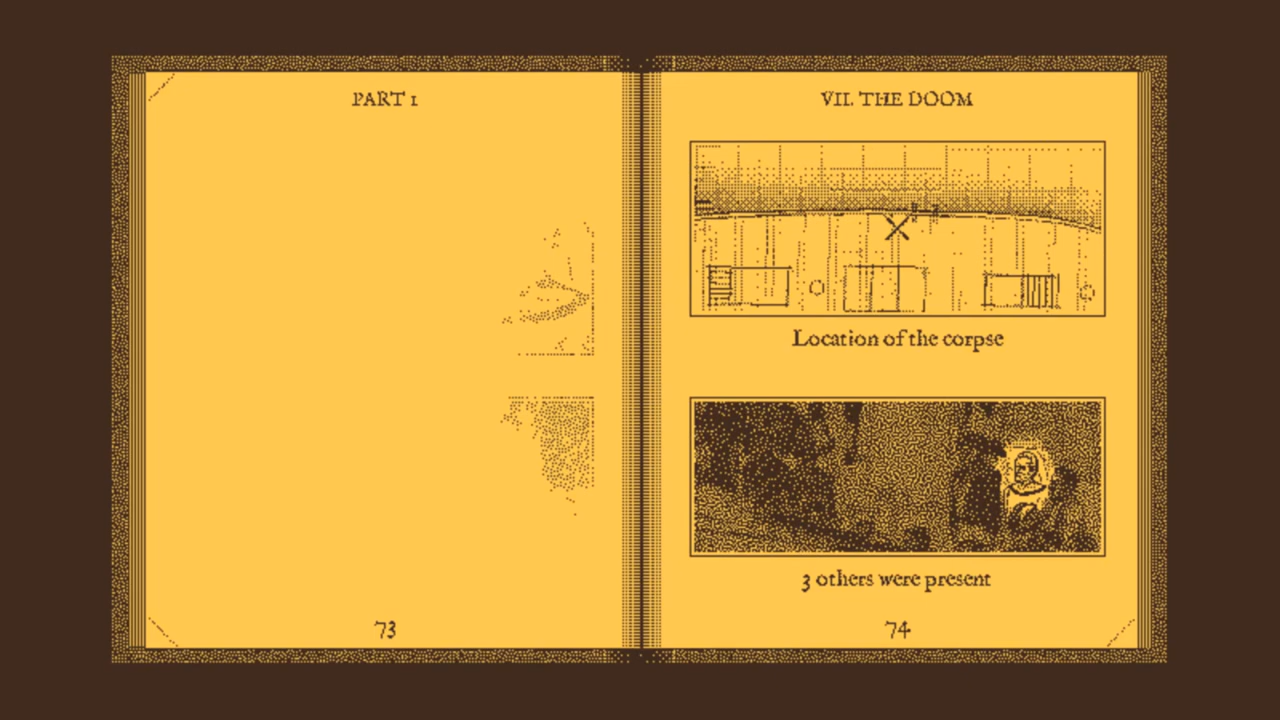 PART 1
73
VII. THE DOOM
Location of the corpse
3 others were present
74